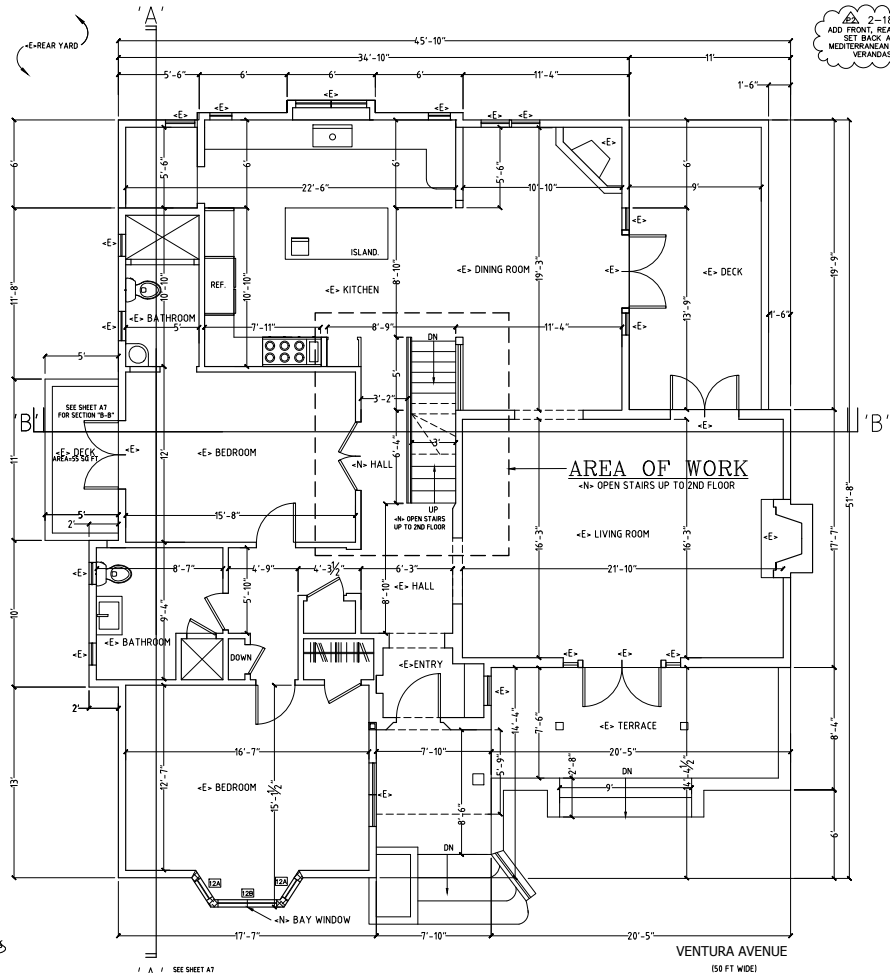 'A'
<E>REAR YARD
P2 2-18
ADD FRONT, REA
SET BACK A
MEDITERRANEAN
VERANDAS
45'-10"
34'-10"
11'
5'-6"
6'
6'
6'
11'-4"
1'-6"
<E>
<E>
<E>
<E>
<E>
<E>
6'
5'-6"
6'
6'
5'-6"
<E>
6'
22'-6"
10'-10"
9'
<E>
ISLAND.
<E> DINING ROOM
<E>
<E> DECK
<E>
REF.
<E> KITCHEN
8'-10"
19'-3"
13'-9"
19'-9"
11'-8"
10'-10"
10'-10"
<E>
<E> BATHROOM
5'
7'-11"
8'-9"
11'-4"
<E>
1'-6"
DN
5'
5'
3'-2"
SEE SHEET A7
FOR SECTION "B-B"
'B'
'B'
<E> DECK
AREA=55 SQ FT
<E>
12'
<E> BEDROOM
<N> HALL
6'-4"
3'
<E>
AREA OF WORK
<N> OPEN STAIRS UP TO 2ND FLOOR
11'
5'
2'
15'-8"
UP
<N> OPEN STAIRS
UP TO 2ND FLOOR
51'-8"
<E> LIVING ROOM
<E>
16'-3"
16'-3"
17'-7"
8'-7"
4'-9"
4'-3½"
6'-3"
21'-10"
<E>
5'-10"
8'-10"
<E> HALL
10'
9'-4"
<E> BATHROOM
<E>
DOWN
<E>ENTRY
<E>
<E>
<E>
2'
<E>
14'-4"
7'-6"
<E> TERRACE
8'-4"
16'-7"
7'-10"
20'-5"
5'-9"
2'-8"
DN
14'-4½"
13'
12'-7"
<E> BEDROOM
15'-1½"
<E>
9'
8'-6"
6'
DN
12A
12B
12A
<N> BAY WINDOW
17'-7"
7'-10"
20'-5"
VENTURA AVENUE
(50 FT WIDE)
'A'
SEE SHEET A7